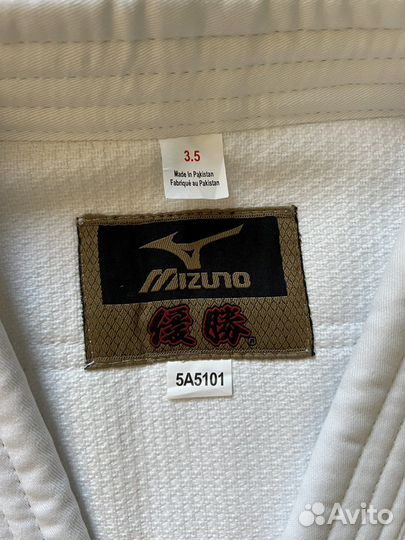 3.5
Made In Pakistan
Fabriqué au Pakistan
MIZUNO
優勝®
5A5101
Avito